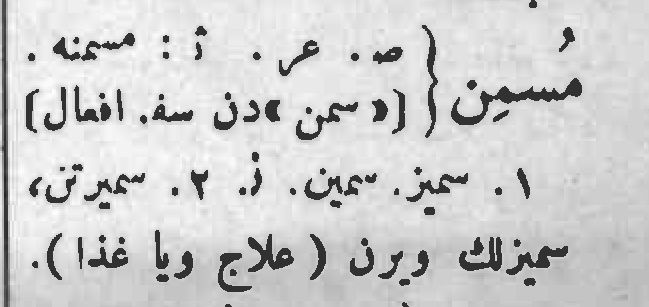 مُسمِن { ص. عر. ث : مسمنه.
[« سمن »دن سف. افعال]
١. سميز. سمين. ز. ٢. سميرتن،
سميزلك ويرن (علاج ويا غذا).